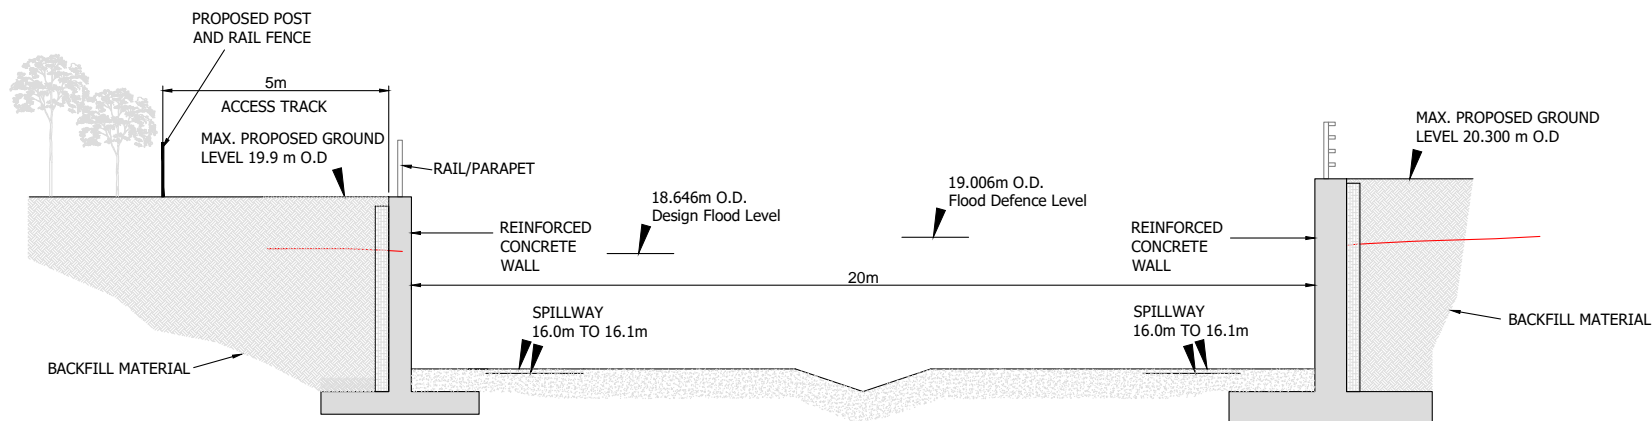 PROPOSED POST
AND RAIL FENCE
5m
ACCESS TRACK
MAX. PROPOSED GROUND
LEVEL 19.9 m O.D
RAIL/PARAPET
18.646m O.D.
Design Flood Level
19.006m O.D.
Flood Defence Level
MAX. PROPOSED GROUND
LEVEL 20.300 m O.D
REINFORCED
CONCRETE
WALL
REINFORCED
CONCRETE
WALL
20m
SPILLWAY
16.0m TO 16.1m
SPILLWAY
16.0m TO 16.1m
BACKFILL MATERIAL
BACKFILL MATERIAL